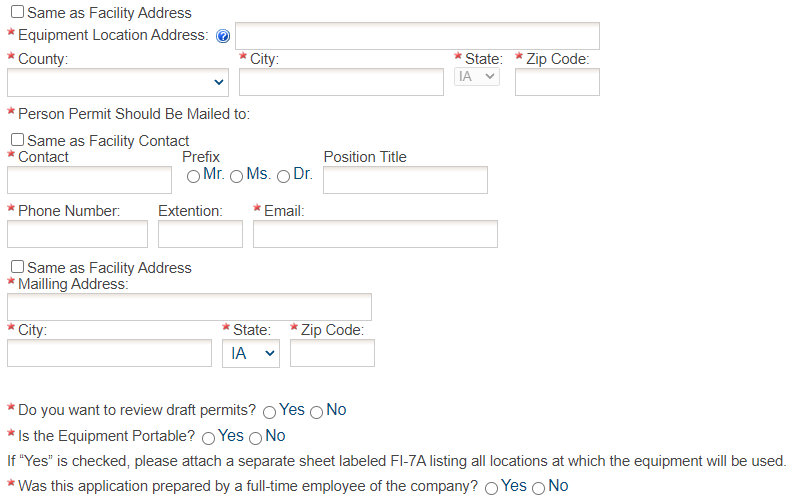 Same as Facility Address
* Equipment Location Address: ?
* County: * City: * State: * Zip Code:
IA
* Person Permit Should Be Mailed to:
Same as Facility Contact
* Contact Prefix Position Title
Mr. Ms. Dr.
* Phone Number: Extention: * Email:
Same as Facility Address
* Mailling Address:
* City: * State: * Zip Code:
IA
* Do you want to review draft permits? Yes No
* Is the Equipment Portable? Yes No
If “Yes” is checked, please attach a separate sheet labeled FI-7A listing all locations at which the equipment will be used.
* Was this application prepared by a full-time employee of the company? Yes No